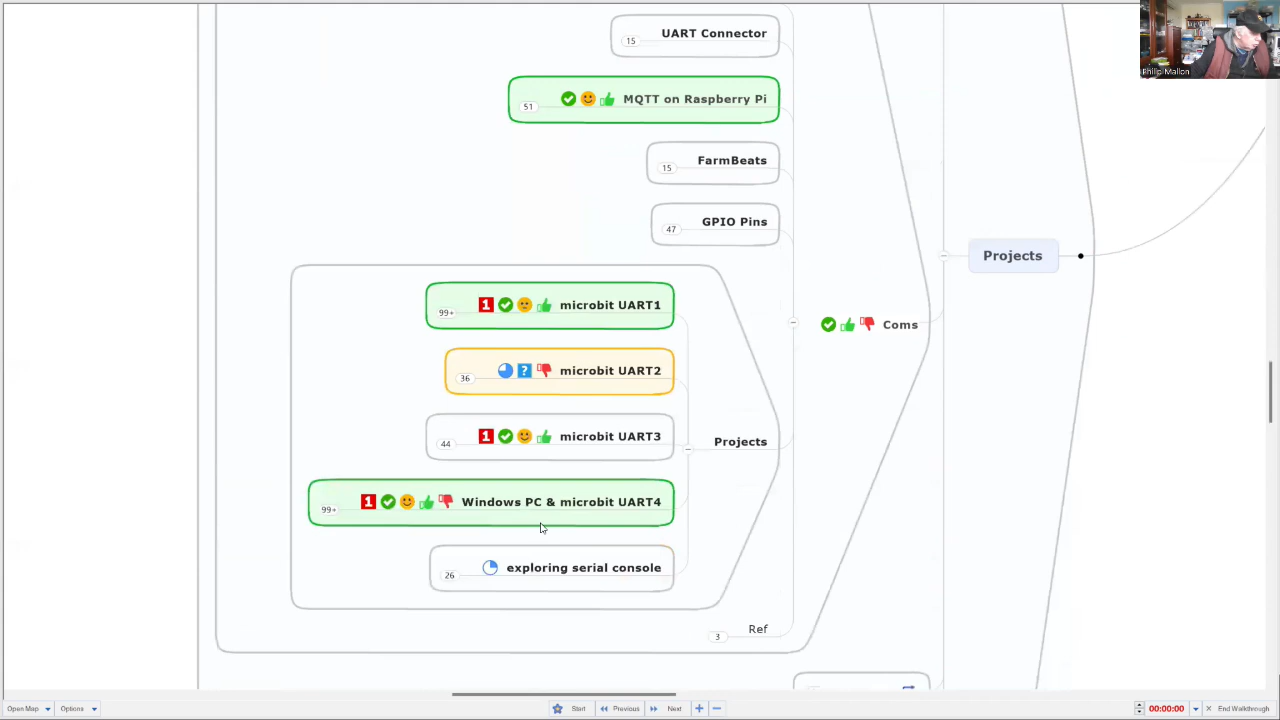 UART Connector
15
MQTT on Raspberry Pi
51
FarmBeats
15
GPIO Pins
47
Projects
1 microbit UART1
99+
Coms
? microbit UART2
36
1 microbit UART3
44
Projects
1 Windows PC & microbit UART4
99+
exploring serial console
26
Ref
3
Philip Mallon
Open Map Options Start Previous Next 00:00:00 End Walkthrough